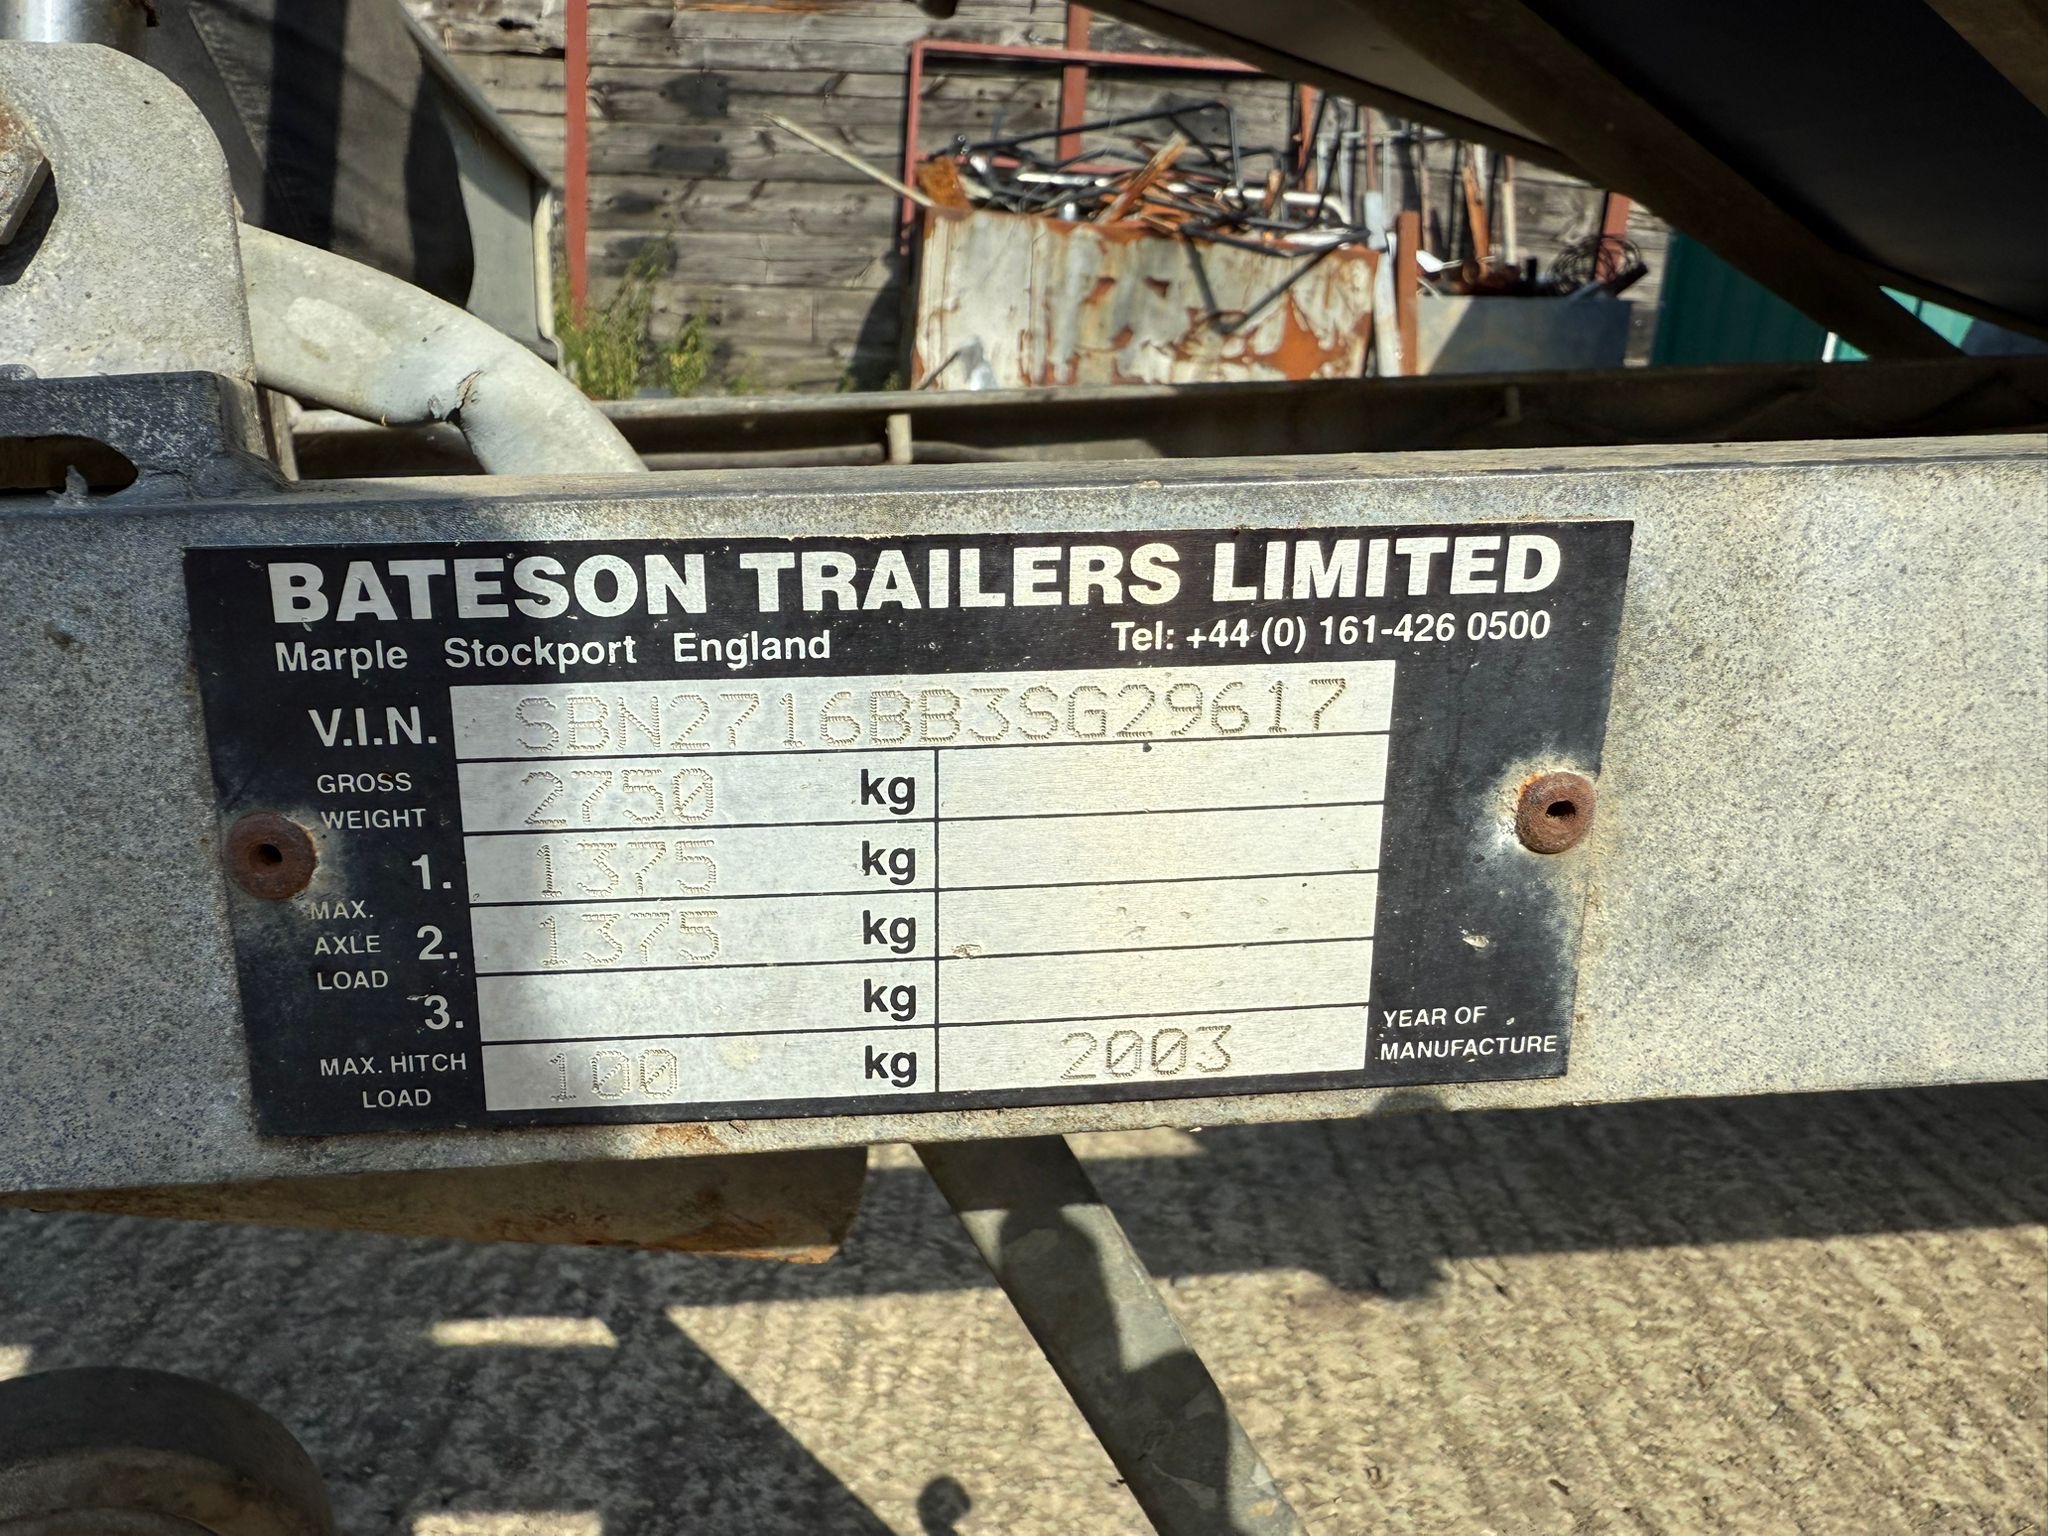 BATESON TRAILERS LIMITED
Marple Stockport England Tel: +44 (0) 161-426 0500
V.I.N. SBN2716BB3SG29617
GROSS WEIGHT 2750 kg
1. 1375 kg
MAX. AXLE LOAD 2. 1375 kg
3. kg
MAX. HITCH LOAD 100 kg 2003 YEAR OF MANUFACTURE